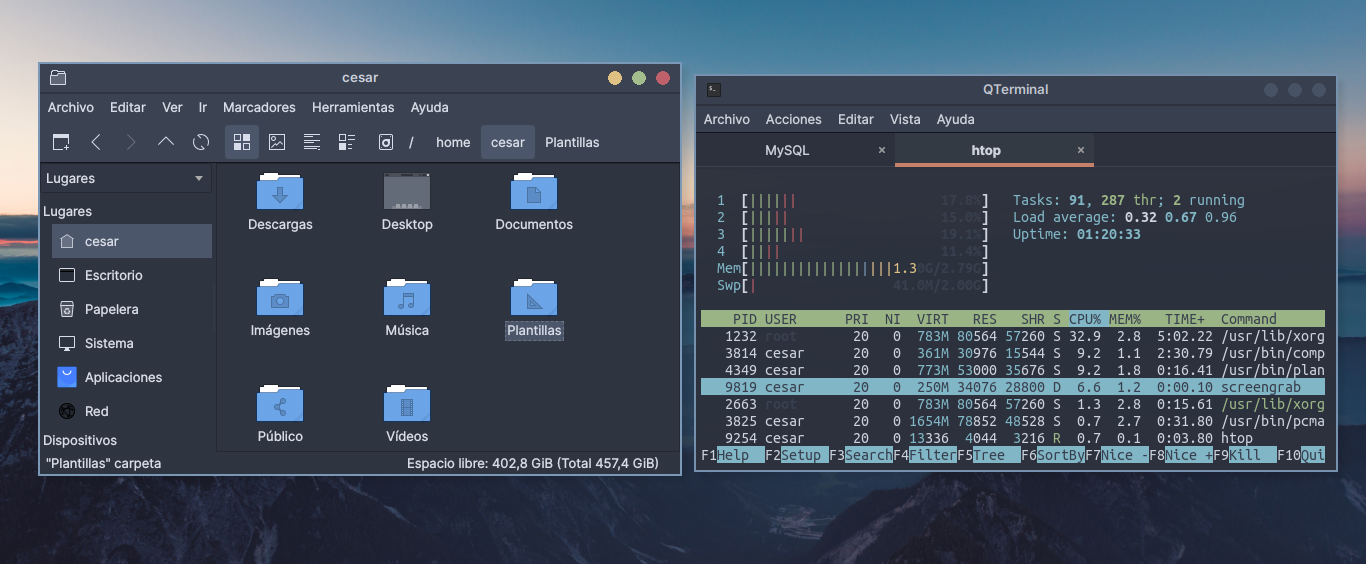 cesar
Archivo Editar Ver Ir Marcadores Herramientas Ayuda
/ home cesar Plantillas
Lugares
Lugares
cesar
Escritorio
Papelera
Sistema
Aplicaciones
Red
Dispositivos
Descargas Desktop Documentos
Imágenes Música Plantillas
Público Vídeos
"Plantillas" carpeta Espacio libre: 402,8 GiB (Total 457,4 GiB)
QTerminal
Archivo Acciones Editar Vista Ayuda
MySQL × htop ×
1 [|||||| 17.8%] Tasks: 91, 287 thr; 2 running
2 [||||| 15.0%] Load average: 0.32 0.67 0.96
3 [||||||| 19.1%] Uptime: 01:20:33
4 [|||| 11.4%]
Mem[||||||||||||||||||1.30G/2.79G]
Swp[| 41.0M/2.00G]
PID USER PRI NI VIRT RES SHR S CPU% MEM% TIME+ Command
1232 root 20 0 783M 80564 57260 S 32.9 2.8 5:02.22 /usr/lib/xorg
3814 cesar 20 0 361M 30976 15544 S 9.2 1.1 2:30.79 /usr/bin/comp
4349 cesar 20 0 773M 53000 35676 S 9.2 1.8 0:16.41 /usr/bin/plan
9819 cesar 20 0 250M 34076 28800 D 6.6 1.2 0:00.10 screengrab
2663 root 20 0 783M 80564 57260 S 1.3 2.8 0:15.61 /usr/lib/xorg
3825 cesar 20 0 1654M 78852 48528 S 0.7 2.7 0:31.80 /usr/bin/pcma
9254 cesar 20 0 13336 4044 3216 R 0.7 0.1 0:03.80 htop
F1Help F2Setup F3SearchF4FilterF5Tree F6SortByF7Nice -F8Nice +F9Kill F10Qui